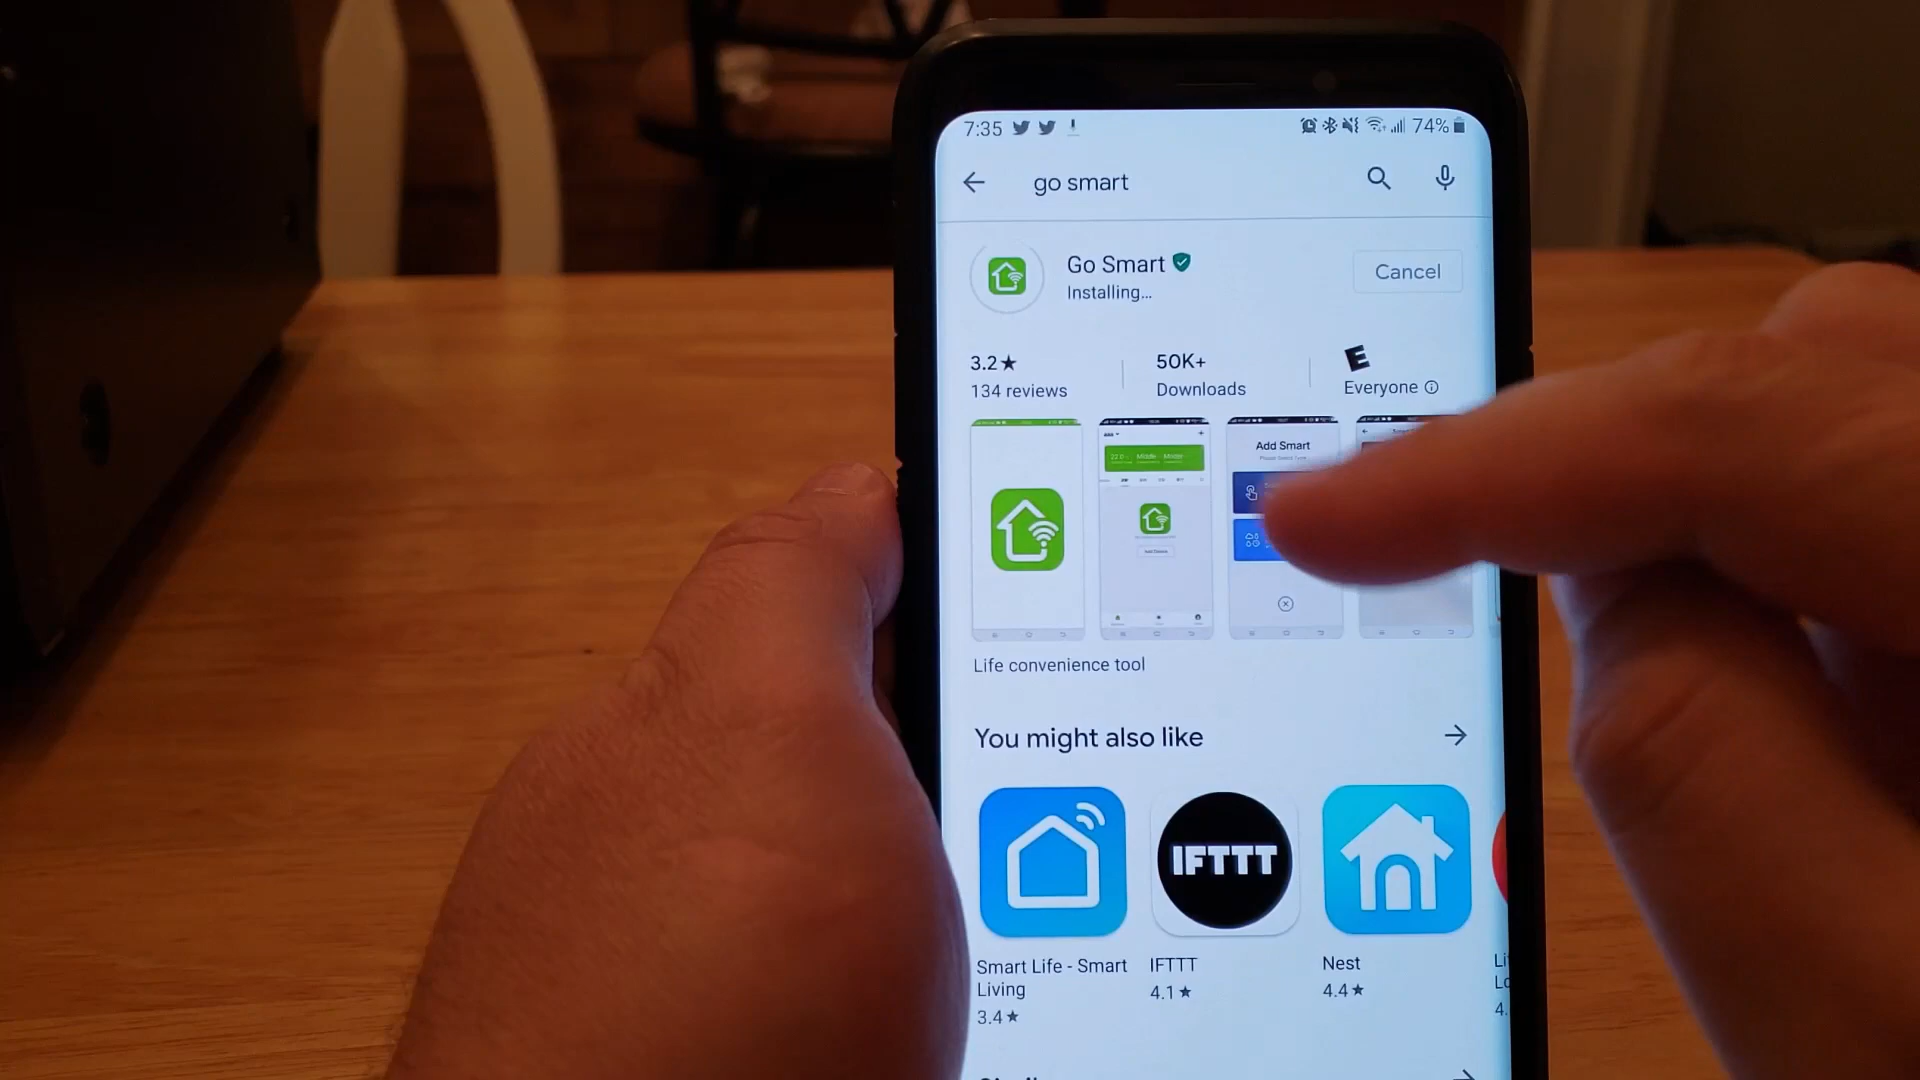 7:35 74%
go smart
Go Smart
Installing...
Cancel
3.2★
134 reviews
50K+
Downloads
E
Everyone
Add Smart
Life convenience tool
You might also like
IFTTT
Smart Life - Smart
Living
3.4★
IFTTT
4.1★
Nest
4.4★
Li
4.